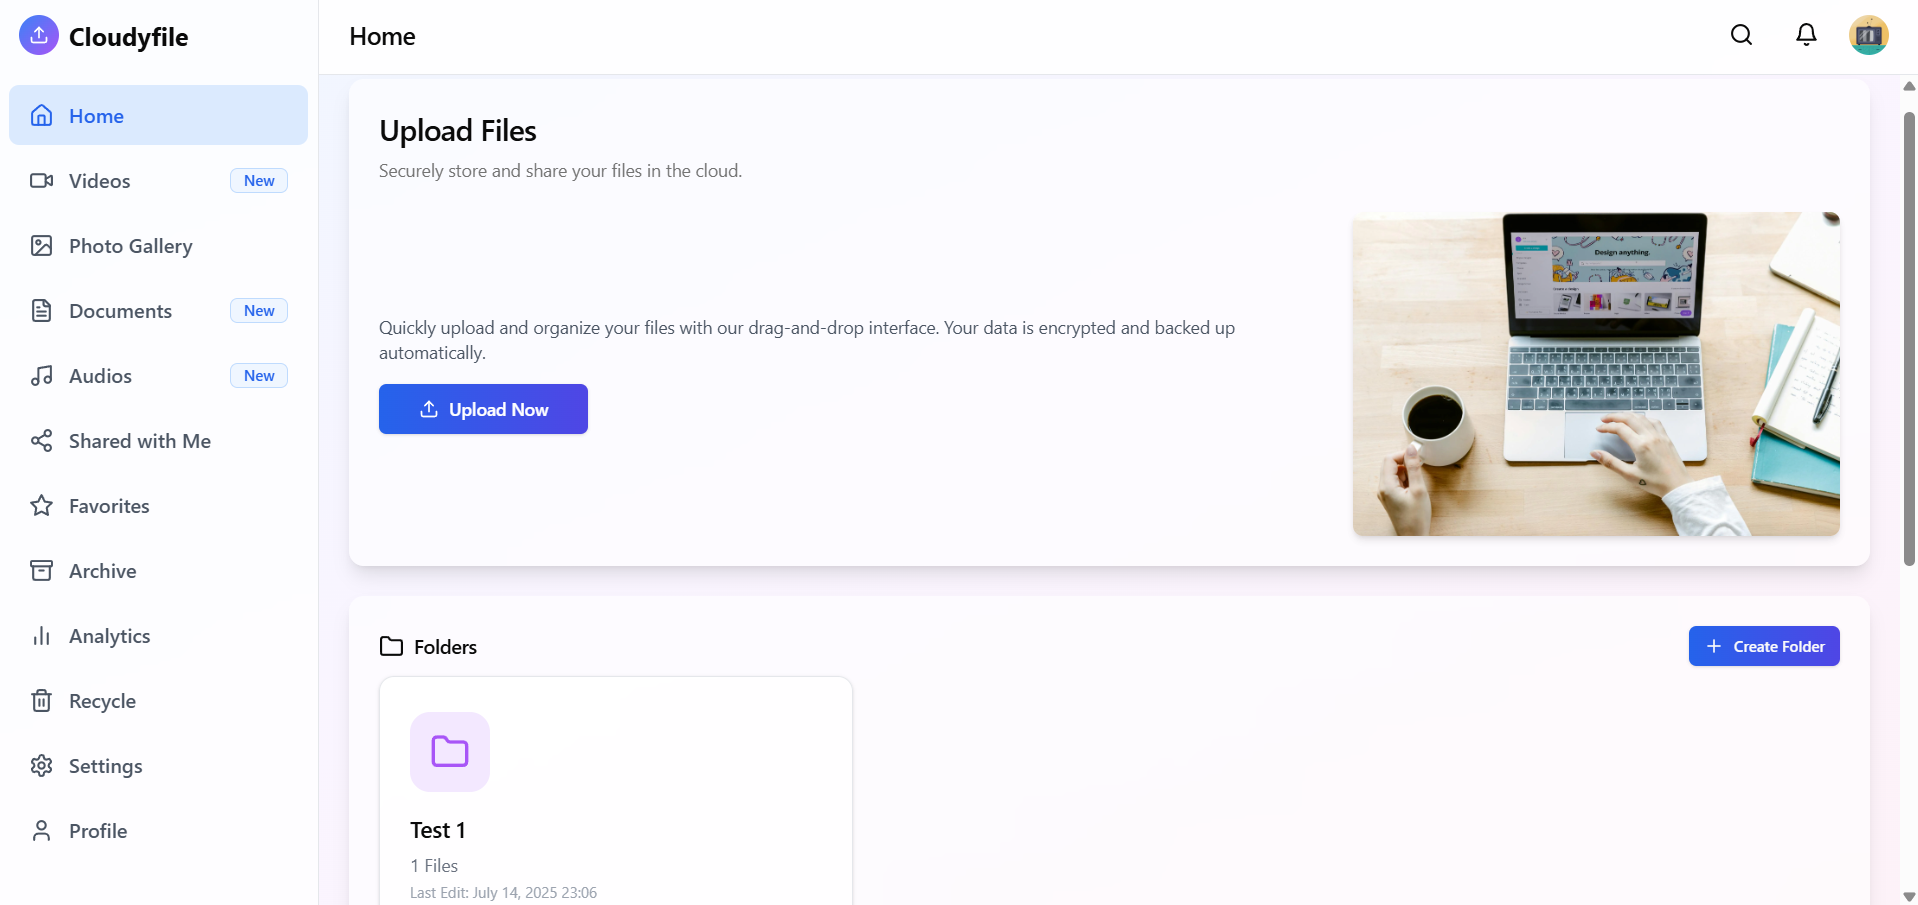 Cloudyfile
Home
Home
Videos
New
Photo Gallery
Documents
New
Audios
New
Shared with Me
Favorites
Archive
Analytics
Recycle
Settings
Profile
Upload Files
Securely store and share your files in the cloud.
Quickly upload and organize your files with our drag-and-drop interface. Your data is encrypted and backed up
automatically.
Upload Now
Design anything.
Folders
Create Folder
Test 1
1 Files
Last Edit: July 14, 2025 23:06